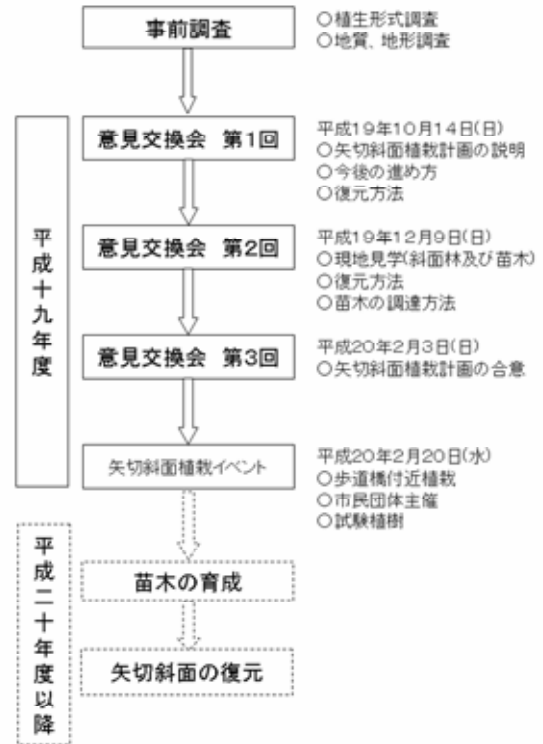 事前調査
○植生形式調査
○地質、地形調査
平成十九年度
意見交換会 第1回
平成19年10月14日(日)
○矢切斜面植栽計画の説明
○今後の進め方
○復元方法
意見交換会 第2回
平成19年12月9日(日)
○現地見学(斜面林及び苗木)
○復元方法
○苗木の調達方法
意見交換会 第3回
平成20年2月3日(日)
○矢切斜面植栽計画の合意
矢切斜面植栽イベント
平成20年2月20日(水)
○歩道橋付近植栽
○市民団体主催
○試験植樹
平成二十年度以降
苗木の育成
矢切斜面の復元